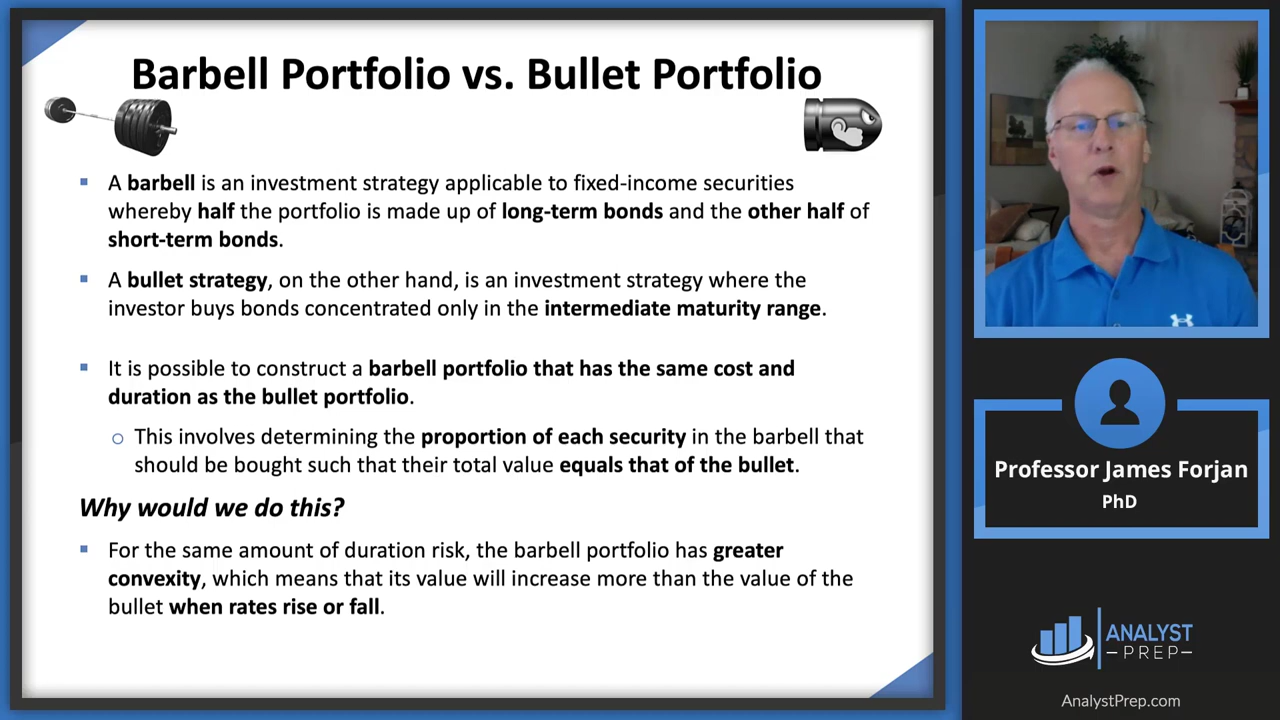 Barbell Portfolio vs. Bullet Portfolio
▪ A barbell is an investment strategy applicable to fixed-income securities
whereby half the portfolio is made up of long-term bonds and the other half of
short-term bonds.
▪ A bullet strategy, on the other hand, is an investment strategy where the
investor buys bonds concentrated only in the intermediate maturity range.
▪ It is possible to construct a barbell portfolio that has the same cost and
duration as the bullet portfolio.
o This involves determining the proportion of each security in the barbell that
should be bought such that their total value equals that of the bullet.
Why would we do this?
▪ For the same amount of duration risk, the barbell portfolio has greater
convexity, which means that its value will increase more than the value of the
bullet when rates rise or fall.
Professor James Forjan
PhD
ANALYST
PREP
AnalystPrep.com